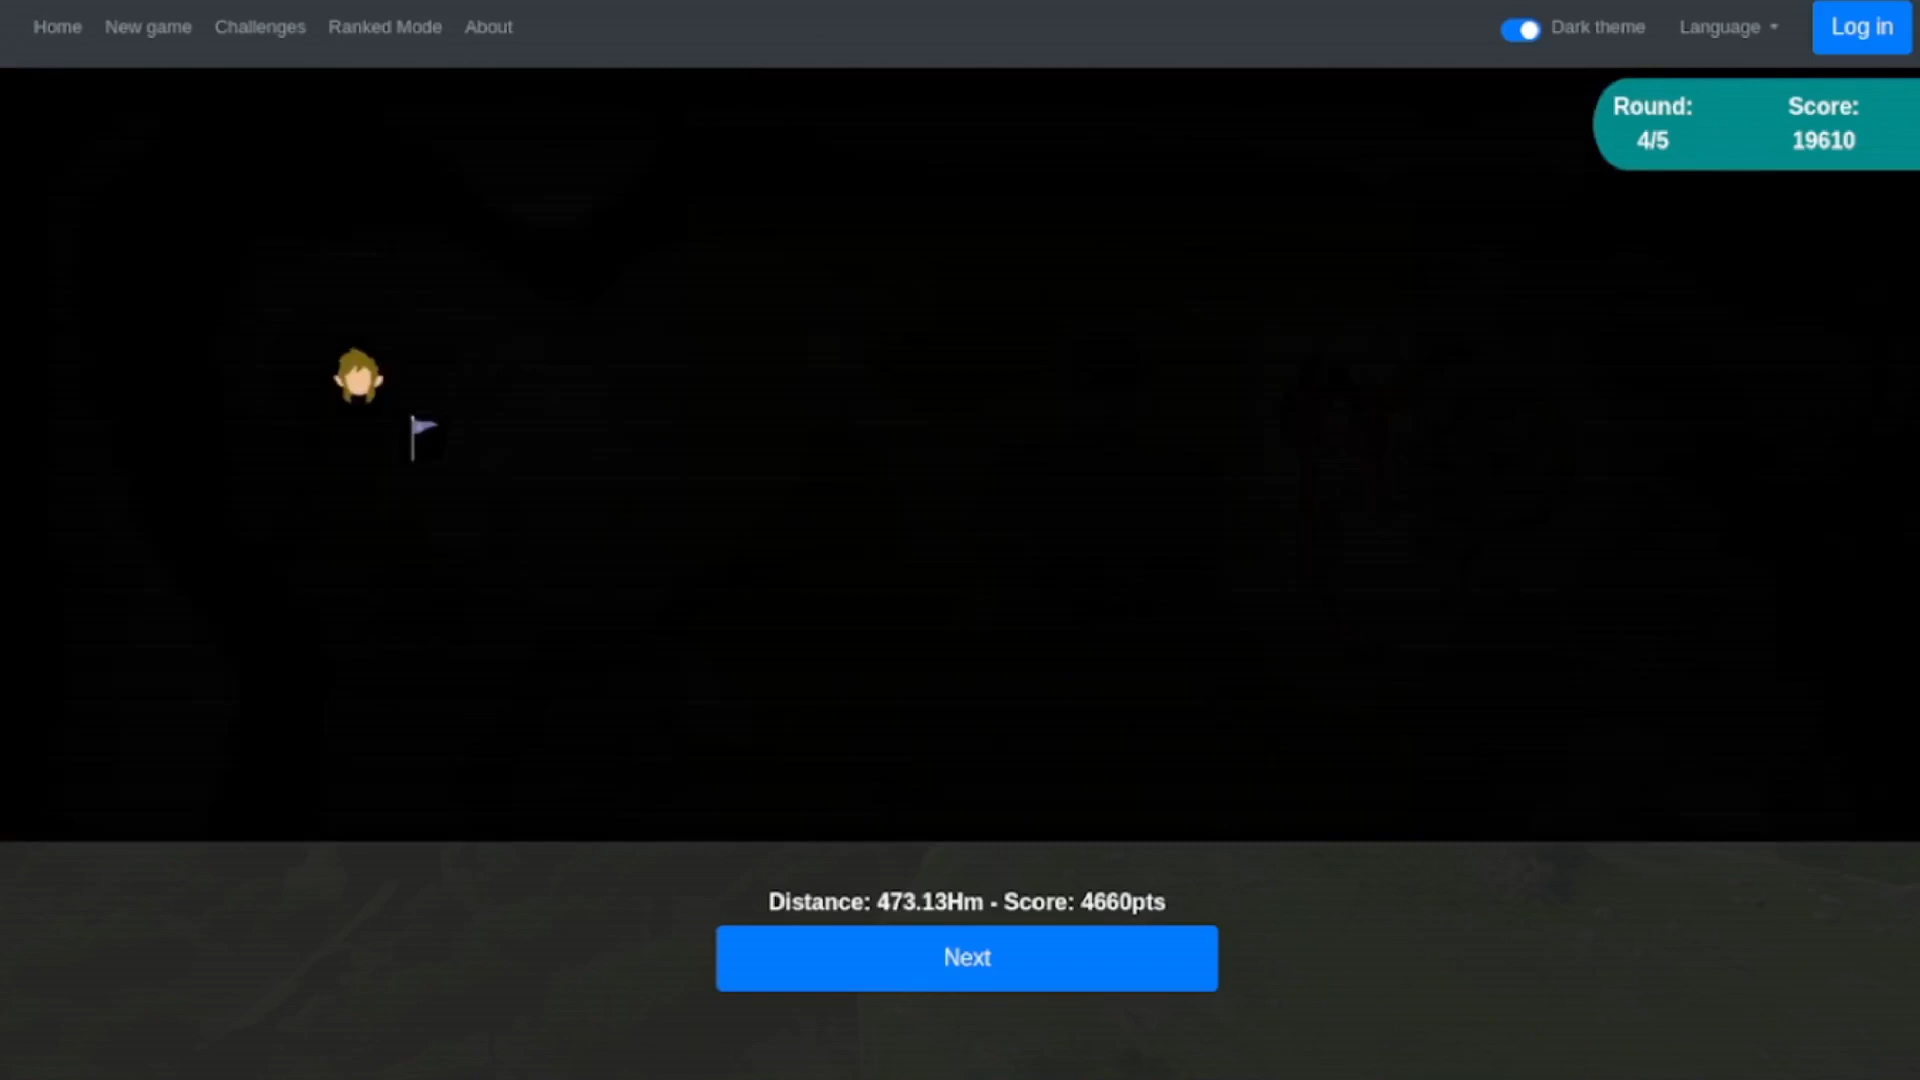 Home New game Challenges Ranked Mode About Dark theme Language Log in
Round: Score:
4/5 19610
Distance: 473.13Hm - Score: 4660pts
Next